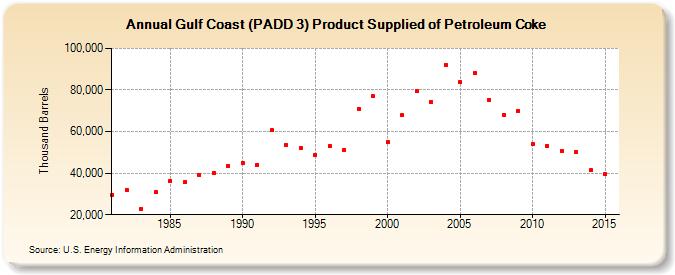 Annual Gulf Coast (PADD 3) Product Supplied of Petroleum Coke
Thousand Barrels
100,000
80,000
60,000
40,000
20,000
1985 1990 1995 2000 2005 2010 2015
Source: U.S. Energy Information Administration